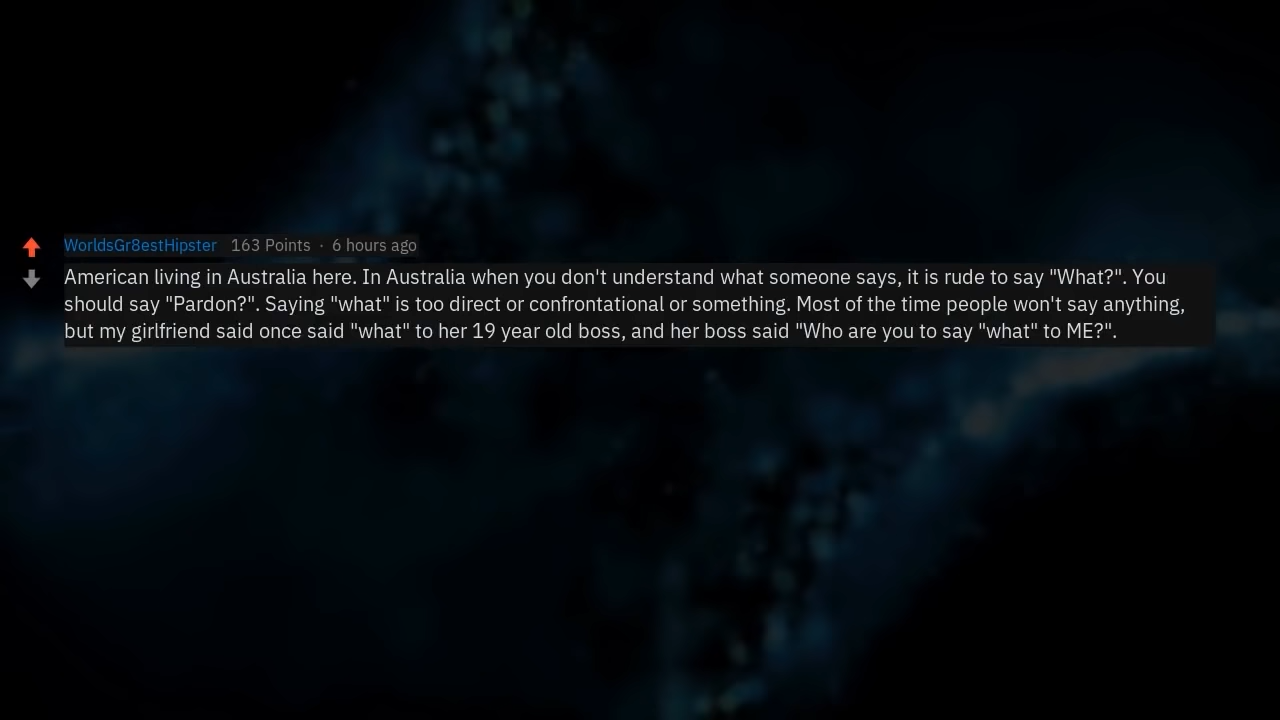 WorldsGr8estHipster 163 Points · 6 hours ago
American living in Australia here. In Australia when you don't understand what someone says, it is rude to say "What?". You
should say "Pardon?". Saying "what" is too direct or confrontational or something. Most of the time people won't say anything,
but my girlfriend said once said "what" to her 19 year old boss, and her boss said "Who are you to say "what" to ME?".